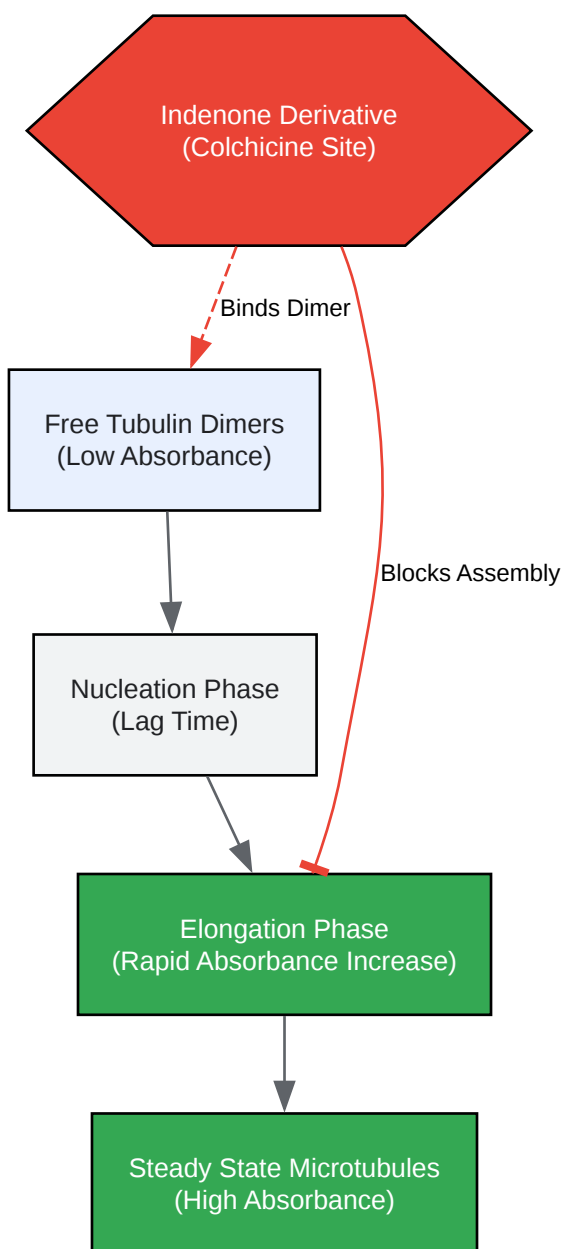 Indenone Derivative
(Colchicine Site)
Binds Dimer
Free Tubulin Dimers
(Low Absorbance)
Blocks Assembly
Nucleation Phase
(Lag Time)
Elongation Phase
(Rapid Absorbance Increase)
Steady State Microtubules
(High Absorbance)